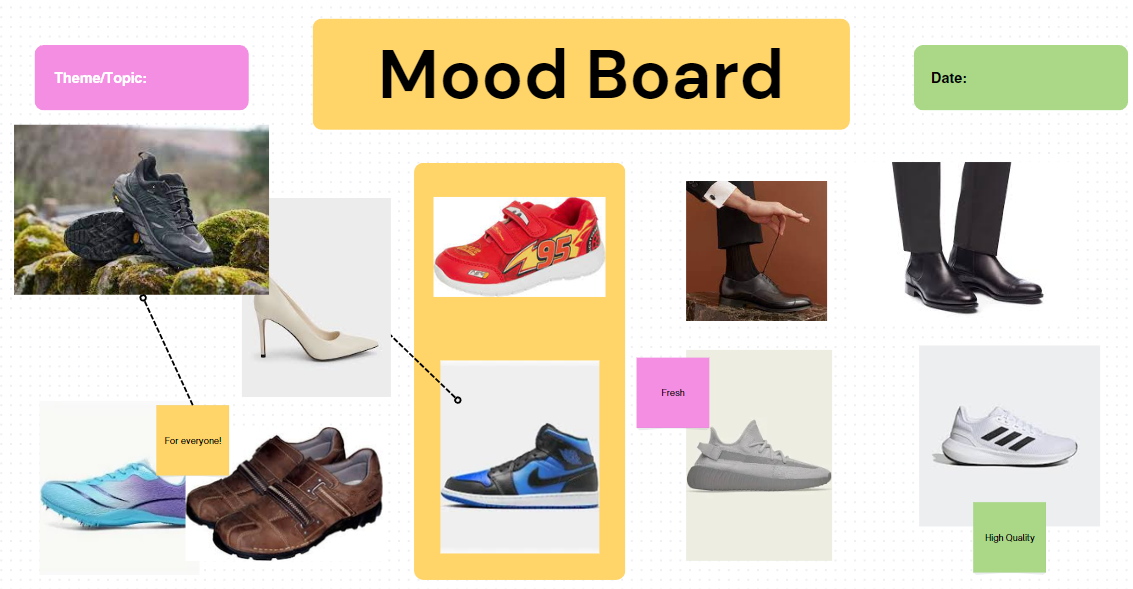 Mood Board
Theme/Topic:
Date:
95
Fresh
For everyone!
High Quality